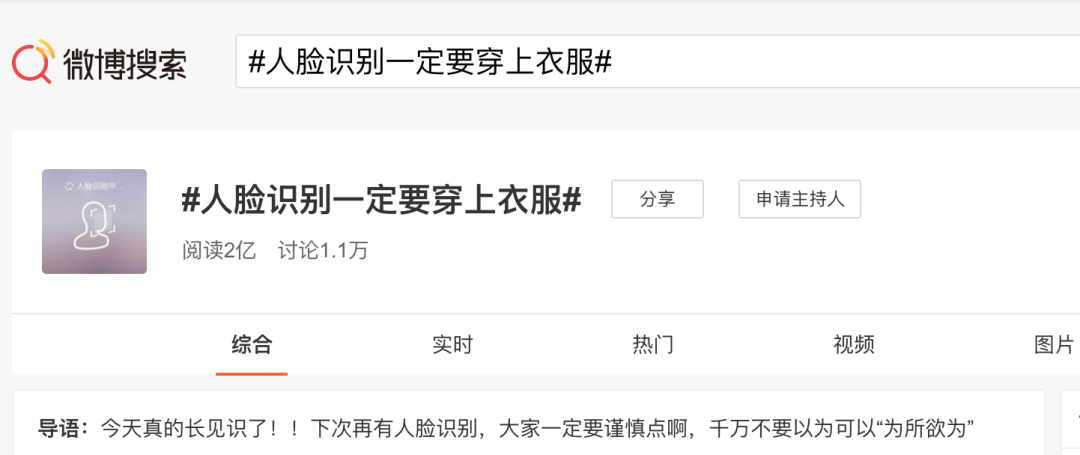 微博搜索
#人脸识别一定要穿上衣服#
人脸识别中...
#人脸识别一定要穿上衣服#
分享
申请主持人
阅读2亿 讨论1.1万
综合 实时 热门 视频 图片
导语：今天真的长见识了！！下次再有人脸识别，大家一定要谨慎点啊，千万不要以为可以“为所欲为”